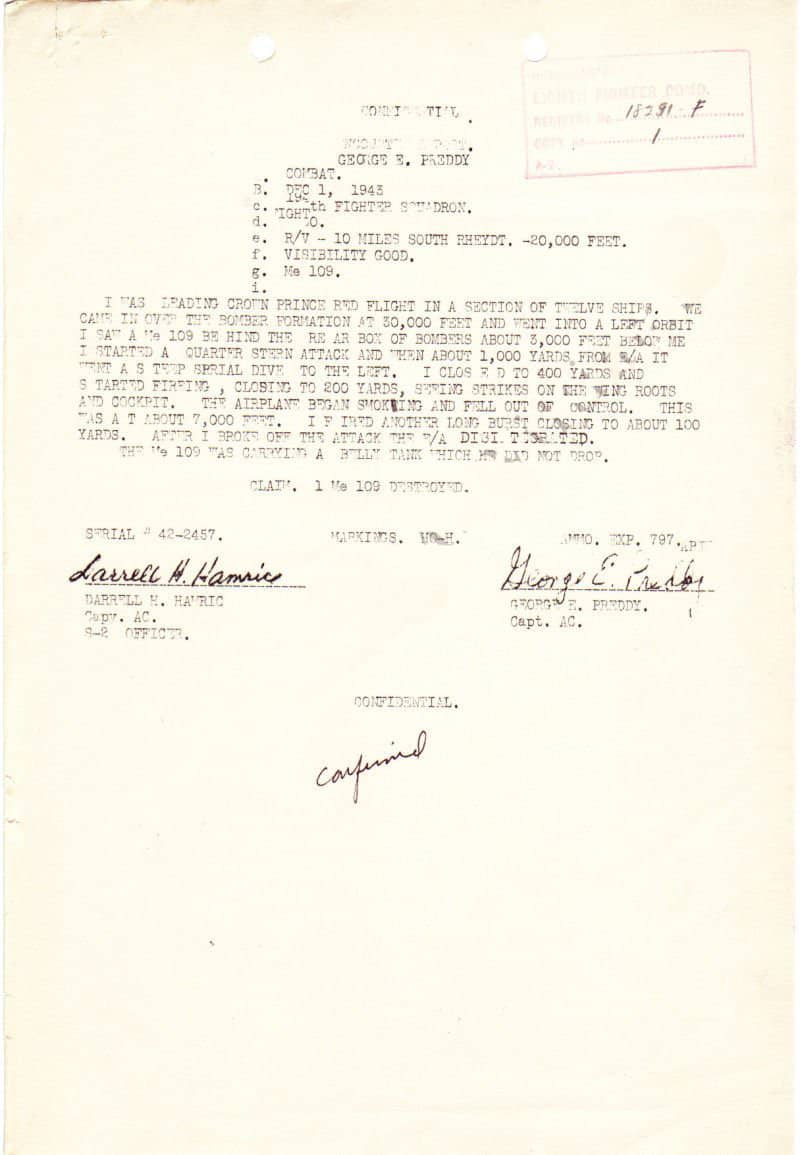 CONFIDENTIAL.
EIGHTH FIGHTER COMD.
18291-F
1
GEORGE E. PREDDY
. COMBAT.
B. DEC 1, 1943
c. th FIGHTER SQUADRON.
d.
e. R/V - 10 MILES SOUTH RHEYDT. -20,000 FEET.
f. VISIBILITY GOOD.
g. Me 109.
i.
I WAS LEADING CROWN PRINCE RED FLIGHT IN A SECTION OF TWELVE SHIPS. WE
CAME IN OVER THE BOMBER FORMATION AT 30,000 FEET AND WENT INTO A LEFT ORBIT
I SAW A Me 109 BE HIND THE RE AR BOX OF BOMBERS ABOUT 3,000 FEET BELOW ME
I STARTED A QUARTER STERN ATTACK AND WHEN ABOUT 1,000 YARDS FROM E/A IT
WENT A S TEEP SPRIAL DIVE TO THE LEFT. I CLOS E D TO 400 YARDS AND
S TARTED FIREING , CLOSING TO 200 YARDS, SEEING STRIKES ON THE WING ROOTS
AND COCKPIT. THE AIRPLANE BEGAN SMOKING AND FELL OUT OF CONTROL. THIS
WAS A T ABOUT 7,000 FEET. I F IRED ANOTHER LONG BURST CLOSING TO ABOUT 100
YARDS. AFTER I BROKE OFF THE ATTACK THE E/A
THE Me 109 WAS CARRYING A BELLY TANK WHICH HE DID NOT DROP.
CLAIM. 1 Me 109 DESTROYED.
SERIAL # 42-2457. MARKINGS. -H. AMMO. EXP. 797. API
Darrell H. Hamric George E. Preddy
DARRELL H. HAMRIC GEORGE E. PREDDY.
Capv. AC. Capt. AC.
S-2 OFFICER.
CONFIDENTIAL.
confirmed